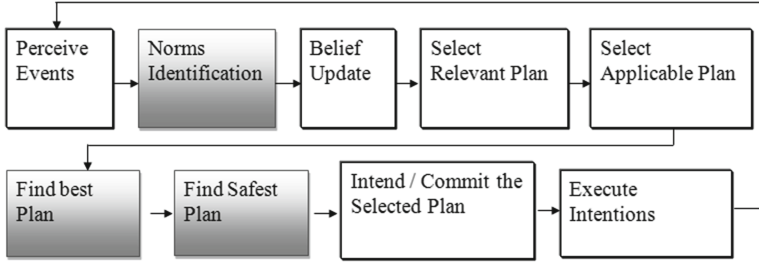 Perceive
Events
Norms
Identification
Belief
Update
Select
Relevant Plan
Select
Applicable Plan
Find best
Plan
Find Safest
Plan
Intend / Commit the
Selected Plan
Execute
Intentions